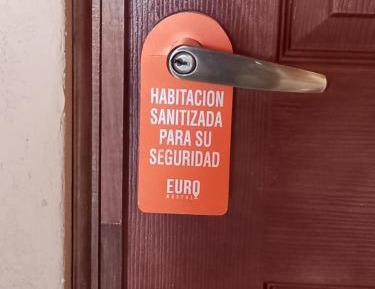 HABITACION
SANITIZADA
PARA SU
SEGURIDAD
EURO